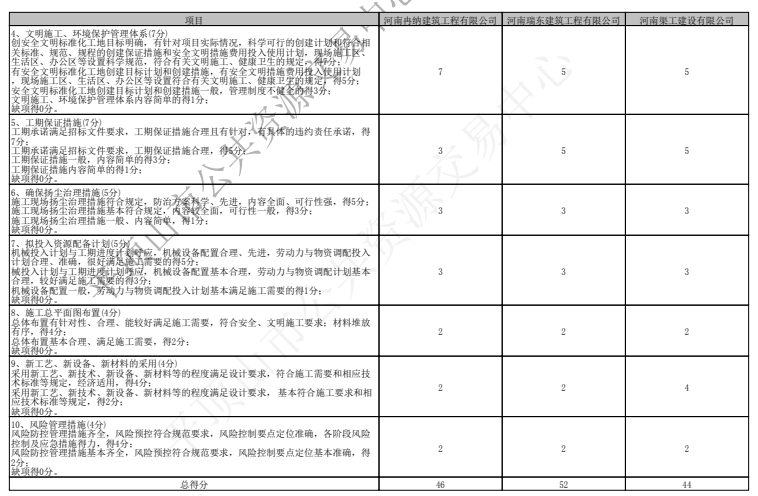 项目 河南冉纳建筑工程有限公司 河南瑞东建筑工程有限公司 河南渠工建设有限公司
4、文明施工、环境保护管理体系(7分)
创安全文明标准化工地目标明确，有针对项目实际情况，科学可行的创建计划和符合相
关标准、规范、规程的创建保证措施和安全文明措施费用投入使用计划，现场施工区、
生活区、办公区等设置科学规范，符合有关文明施工、健康卫生的规定，得7分；
有安全文明标准化工地创建目标计划和创建措施，有安全文明措施费用投入使用计划
，现场施工区、生活区、办公区等设置符合有关文明施工、健康卫生的规定，得5分；
安全文明标准化工地创建目标计划和创建措施一般，管理制度不健全的得3分；
文明施工、环境保护管理体系内容简单的得1分；
缺项得0分。
7 5 5
5、工期保证措施(7分)
工期承诺满足招标文件要求，工期保证措施合理且有针对，有具体的违约责任承诺，得
7分；
工期承诺满足招标文件要求，工期保证措施合理，得5分；
工期保证措施一般，内容简单的得3分；
工期保证措施内容简单的得1分；
缺项得0分。
3 5 5
6、确保扬尘治理措施(5分)
施工现场扬尘治理措施符合规定，防治方案科学、先进，内容全面、可行性强，得5分；
施工现场扬尘治理措施基本符合规定，内容较全面，可行性一般，得3分；
施工现场扬尘治理措施一般、内容简单，得1分；
缺项得0分。
3 3 3
7、拟投入资源配备计划(5分)
机械投入计划与工期进度计划呼应，机械设备配置合理、先进，劳动力与物资调配投入
计划合理、准确，很好满足施工需要的得5分；
械投入计划与工期进度计划呼应，机械设备配置基本合理，劳动力与物资调配计划基本
合理，较好满足施工需要的得3分；
机械设备配置一般，劳动力与物资调配投入计划基本满足施工需要的得1分；
缺项得0分。
3 3 3
8、施工总平面图布置(4分)
总体布置有针对性、合理、能较好满足施工需要，符合安全、文明施工要求；材料堆放
有序，得4分；
总体布置基本合理、满足施工需要，得2分；
缺项得0分。
2 2 2
9、新工艺、新设备、新材料的采用(4分)
采用新工艺、新技术、新设备、新材料等的程度满足设计要求，符合施工需要和相应技
术标准等规定，经济适用，得4分；
采用新工艺、新技术、新设备、新材料等的程度满足设计要求， 基本符合施工要求和相
应技术标准等规定，得2分；
缺项得0分。
2 2 4
10、风险管理措施(4分)
风险防控管理措施齐全，风险预控符合规范要求，风险控制要点定位准确，各阶段风险
控制及应急措施得力，得4分；
风险防控管理措施基本齐全，风险预控符合规范要求，风险控制要点定位基本准确，得
2分；
缺项得0分。
2 2 2
总得分 46 52 44
平顶山市公共资源交易中心
平顶山市公共资源交易中心